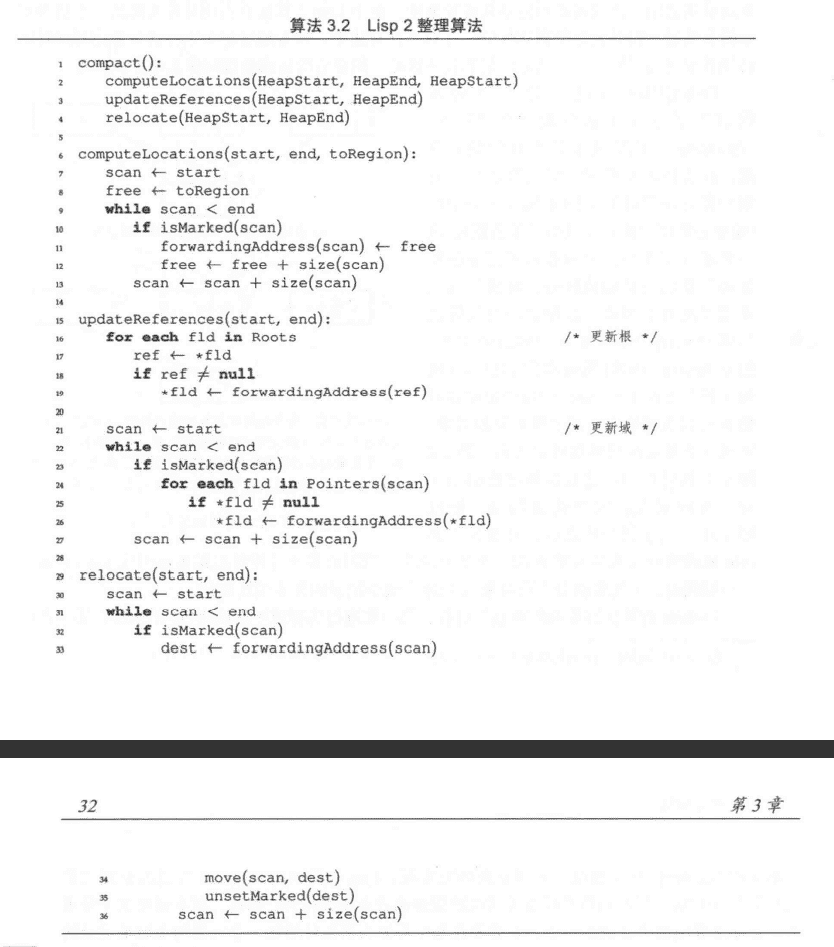 算法 3.2 Lisp 2 整理算法
1 compact():
2 computeLocations(HeapStart, HeapEnd, HeapStart)
3 updateReferences(HeapStart, HeapEnd)
4 relocate(HeapStart, HeapEnd)
5
6 computeLocations(start, end, toRegion):
7 scan ← start
8 free ← toRegion
9 while scan < end
10 if isMarked(scan)
11 forwardingAddress(scan) ← free
12 free ← free + size(scan)
13 scan ← scan + size(scan)
14
15 updateReferences(start, end):
16 for each fld in Roots /* 更新根 */
17 ref ← *fld
18 if ref ≠ null
19 *fld ← forwardingAddress(ref)
20
21 scan ← start /* 更新域 */
22 while scan < end
23 if isMarked(scan)
24 for each fld in Pointers(scan)
25 if *fld ≠ null
26 *fld ← forwardingAddress(*fld)
27 scan ← scan + size(scan)
28
29 relocate(start, end):
30 scan ← start
31 while scan < end
32 if isMarked(scan)
33 dest ← forwardingAddress(scan)
32 第 3 章
34 move(scan, dest)
35 unsetMarked(dest)
36 scan ← scan + size(scan)